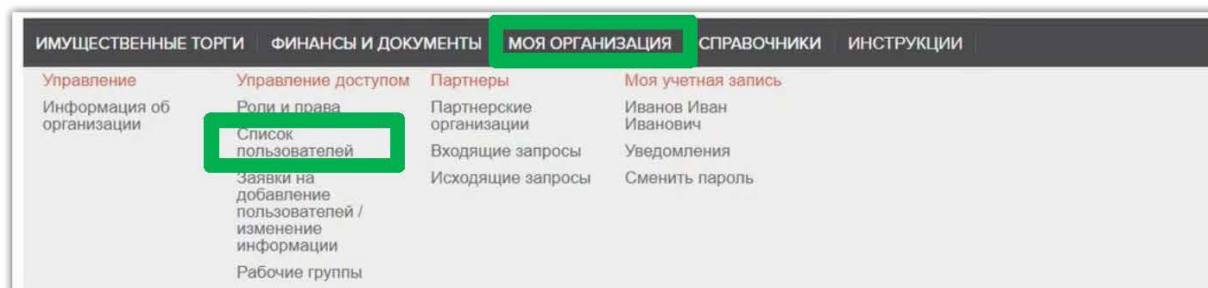 ИМУЩЕСТВЕННЫЕ ТОРГИ ФИНАНСЫ И ДОКУМЕНТЫ МОЯ ОРГАНИЗАЦИЯ СПРАВОЧНИКИ ИНСТРУКЦИИ
Управление
Информация об
организации
Управление доступом
Роли и права
Список
пользователей
Заявки на
добавление
пользователей /
изменение
информации
Рабочие группы
Партнеры
Партнерские
организации
Входящие запросы
Исходящие запросы
Моя учетная запись
Иванов Иван
Иванович
Уведомления
Сменить пароль